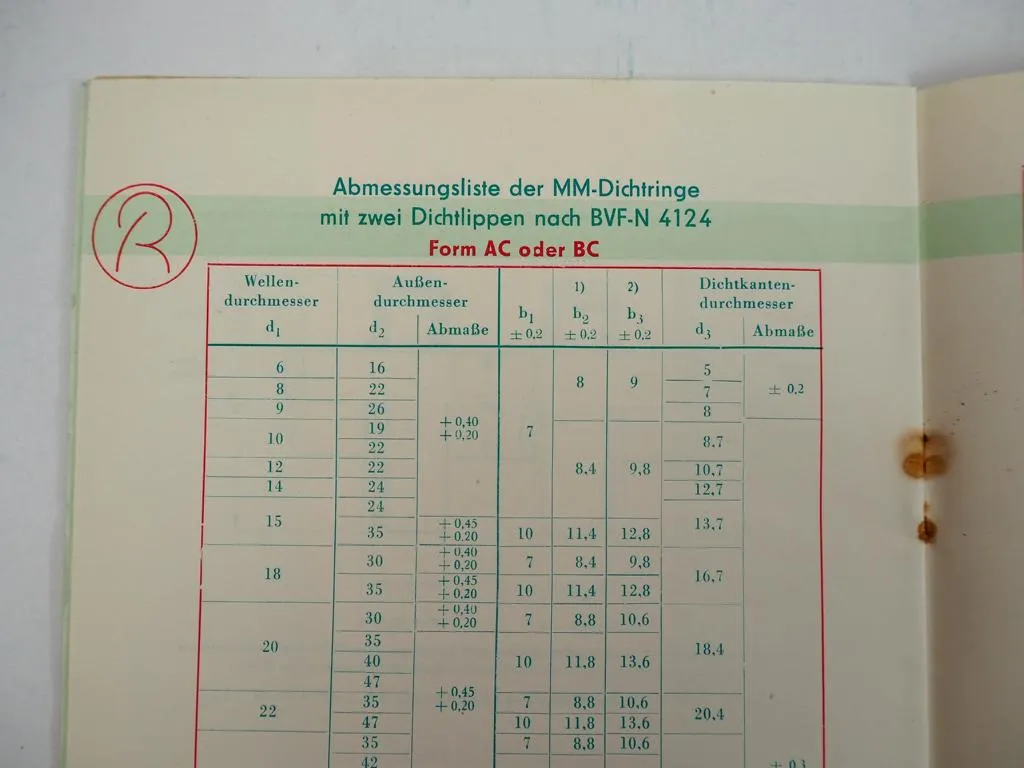 R
Abmessungsliste der MM-Dichtringe
mit zwei Dichtlippen nach BVF-N 4124
Form AC oder BC
Wellen- Außen- 1) 2) Dichtkanten-
durchmesser durchmesser b₁ b₂ b₃ durchmesser
d₁ d₂ Abmaße ± 0,2 ± 0,2 ± 0,2 d₃ Abmaße
6 16 5
8 22 8 9 7 ± 0,2
9 26 8
+ 0,40
+ 0,20
10 19 7 8,7
22
12 22 8,4 9,8 10,7
14 24 12,7
15 24 13,7
35 + 0,45 10 11,4 12,8
+ 0,20
18 30 + 0,40 7 8,4 9,8 16,7
+ 0,20
35 + 0,45 10 11,4 12,8
+ 0,20
20 30 + 0,40 7 8,8 10,6 18,4
+ 0,20
35
40 10 11,8 13,6
47
+ 0,45
+ 0,20
22 35 7 8,8 10,6 20,4
47 10 11,8 13,6
35 7 8,8 10,6
42 ± 0,3